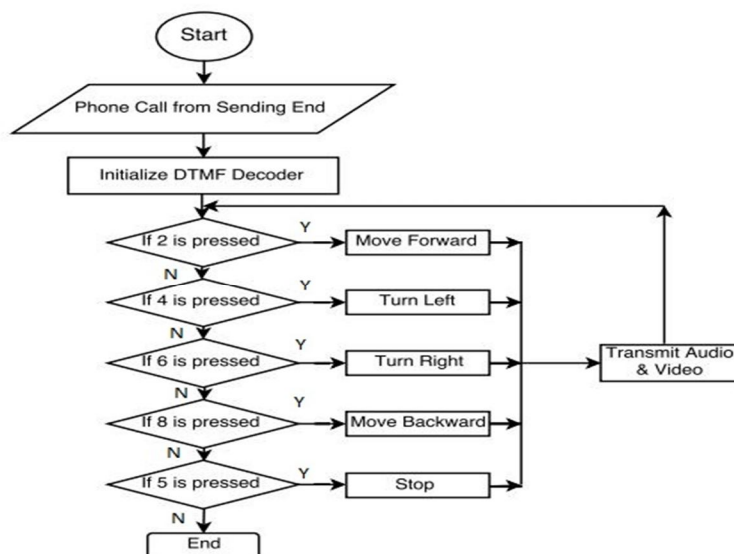 Start
Phone Call from Sending End
Initialize DTMF Decoder
If 2 is pressed
Y
Move Forward
N
If 4 is pressed
Y
Turn Left
N
If 6 is pressed
Y
Turn Right
Transmit Audio
& Video
N
If 8 is pressed
Y
Move Backward
N
If 5 is pressed
Y
Stop
N
End